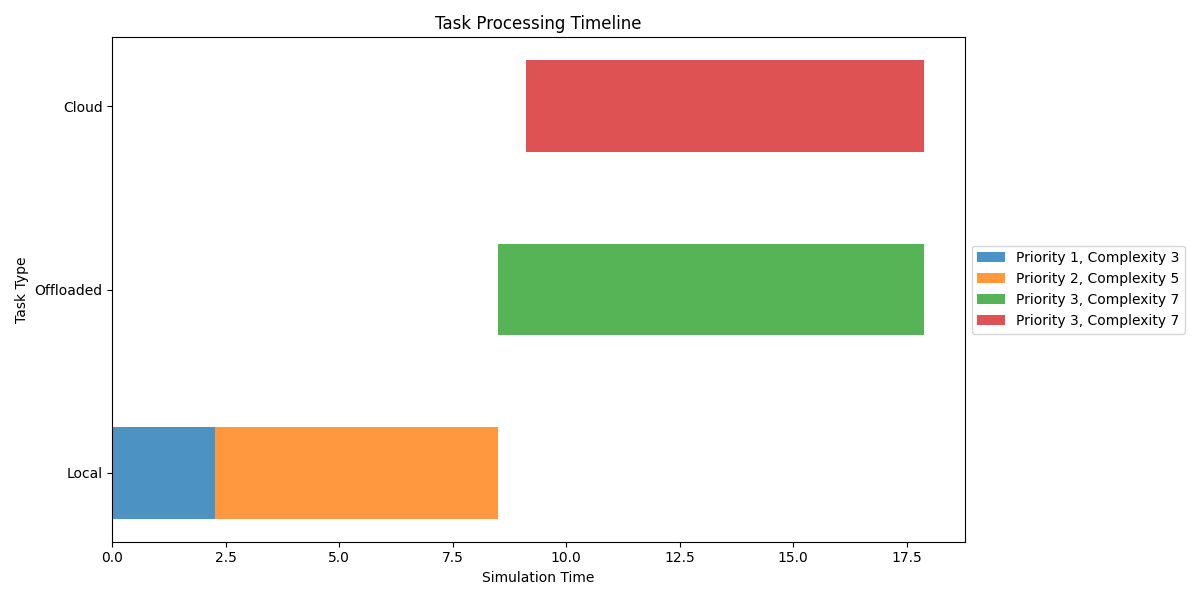 Task Processing Timeline
Task Type
Cloud
Offloaded
Local
0.0 2.5 5.0 7.5 10.0 12.5 15.0 17.5
Simulation Time
Priority 1, Complexity 3
Priority 2, Complexity 5
Priority 3, Complexity 7
Priority 3, Complexity 7